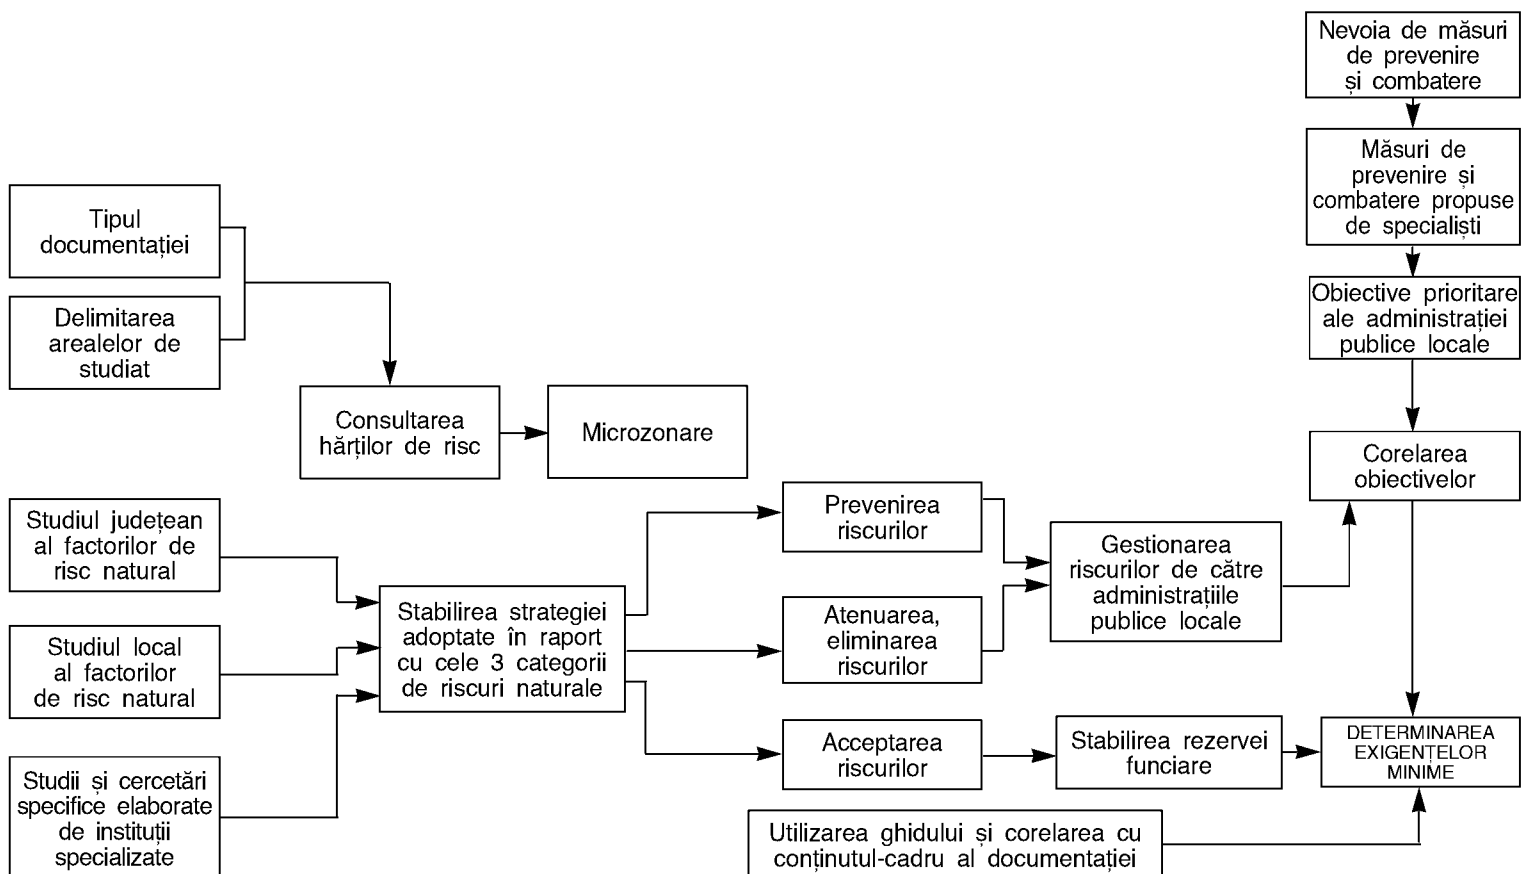 Nevoia de măsuri
de prevenire
și combatere
Măsuri de
prevenire și
combatere propuse
de specialiști
Tipul
documentației
Delimitarea
arealelor de
studiat
Obiective prioritare
ale administrației
publice locale
Consultarea
hărților de risc
Microzonare
Corelarea
obiectivelor
Studiul județean
al factorilor de
risc natural
Studiul local
al factorilor
de risc natural
Studii și cercetări
specifice elaborate
de instituții
specializate
Stabilirea strategiei
adoptate în raport
cu cele 3 categorii
de riscuri naturale
Prevenirea
riscurilor
Atenuarea,
eliminarea
riscurilor
Acceptarea
riscurilor
Gestionarea
riscurilor de către
administrațiile
publice locale
Stabilirea rezervei
funciare
DETERMINAREA
EXIGENȚELOR
MINIME
Utilizarea ghidului și corelarea cu
conținutul-cadru al documentației